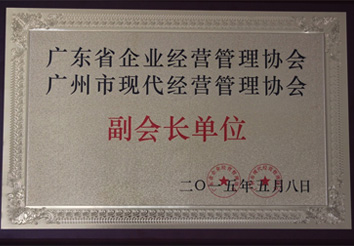 广东省企业经营管理协会
广州市现代经营管理协会
副会长单位
二〇一五年五月八日